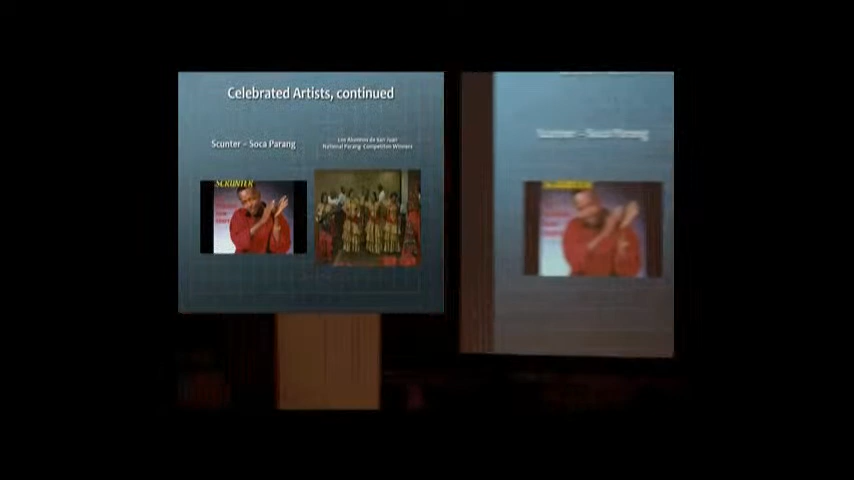 Celebrated Artists, continued
Scunter – Soca Parang
Los Alumnos de San Juan
National Parang Competition Winners
SCRUNTER
Scunter – Soca Parang